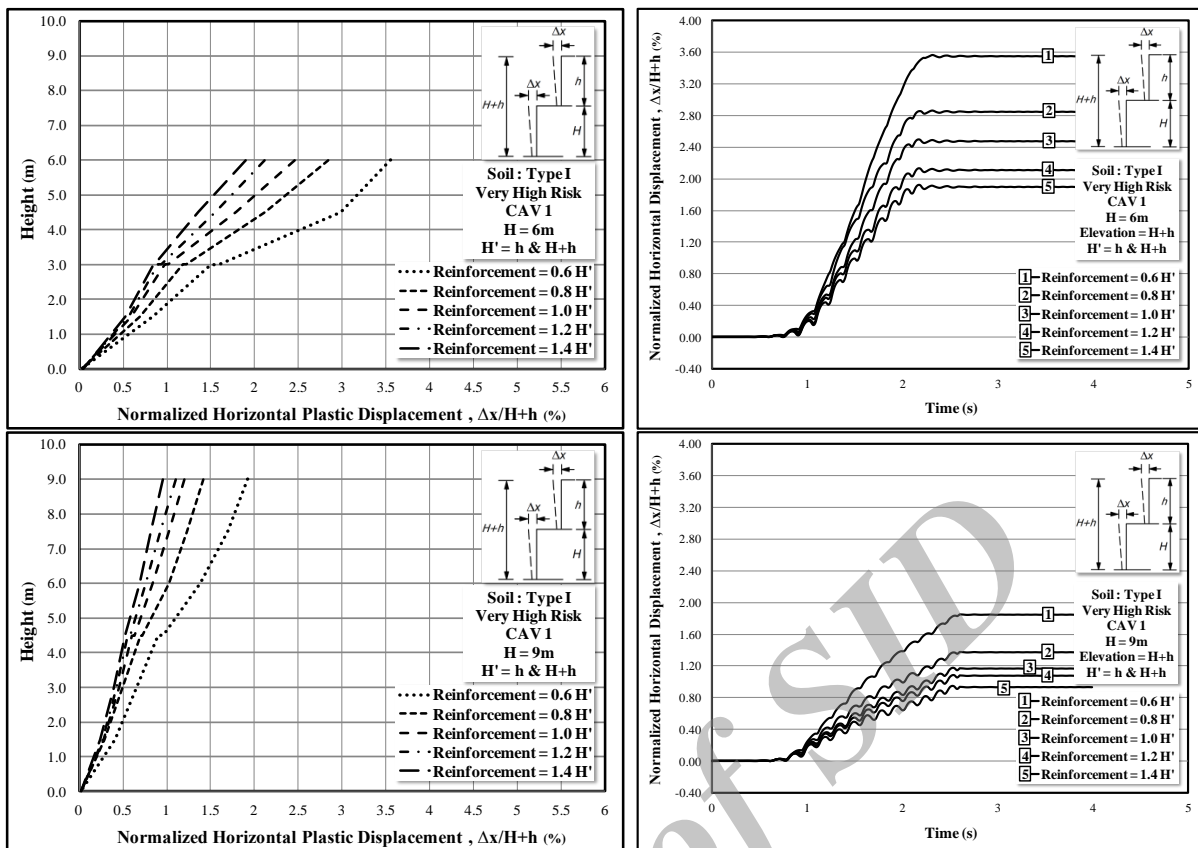 10.0
9.0
8.0
7.0
6.0
5.0
4.0
3.0
2.0
1.0
0.0
Height (m)
0
0.5
1
1.5
2
2.5
3
3.5
4
4.5
5
5.5
6
Normalized Horizontal Plastic Displacement , Δx/H+h (%)
Δx
Δx
H+h
h
H
Soil : Type I
Very High Risk
CAV 1
H = 6m
H' = h & H+h
Reinforcement = 0.6 H'
Reinforcement = 0.8 H'
Reinforcement = 1.0 H'
Reinforcement = 1.2 H'
Reinforcement = 1.4 H'
4.00
3.60
3.20
2.80
2.40
2.00
1.60
1.20
0.80
0.40
0.00
-0.40
Normalized Horizontal Displacement , Δx/H+h (%)
0
1
2
3
4
5
Time (s)
1
2
3
4
5
Δx
Δx
H+h
h
H
Soil : Type I
Very High Risk
CAV 1
H = 6m
Elevation = H+h
H' = h & H+h
1 Reinforcement = 0.6 H'
2 Reinforcement = 0.8 H'
3 Reinforcement = 1.0 H'
4 Reinforcement = 1.2 H'
5 Reinforcement = 1.4 H'
10.0
9.0
8.0
7.0
6.0
5.0
4.0
3.0
2.0
1.0
0.0
Height (m)
0
0.5
1
1.5
2
2.5
3
3.5
4
4.5
5
5.5
6
Normalized Horizontal Plastic Displacement , Δx/H+h (%)
Δx
Δx
H+h
h
H
Soil : Type I
Very High Risk
CAV 1
H = 9m
H' = h & H+h
Reinforcement = 0.6 H'
Reinforcement = 0.8 H'
Reinforcement = 1.0 H'
Reinforcement = 1.2 H'
Reinforcement = 1.4 H'
4.00
3.60
3.20
2.80
2.40
2.00
1.60
1.20
0.80
0.40
0.00
-0.40
Normalized Horizontal Displacement , Δx/H+h (%)
0
1
2
3
4
5
Time (s)
1
2
3
4
5
Δx
Δx
H+h
h
H
Soil : Type I
Very High Risk
CAV 1
H = 9m
Elevation = H+h
H' = h & H+h
1 Reinforcement = 0.6 H'
2 Reinforcement = 0.8 H'
3 Reinforcement = 1.0 H'
4 Reinforcement = 1.2 H'
5 Reinforcement = 1.4 H'
of SID